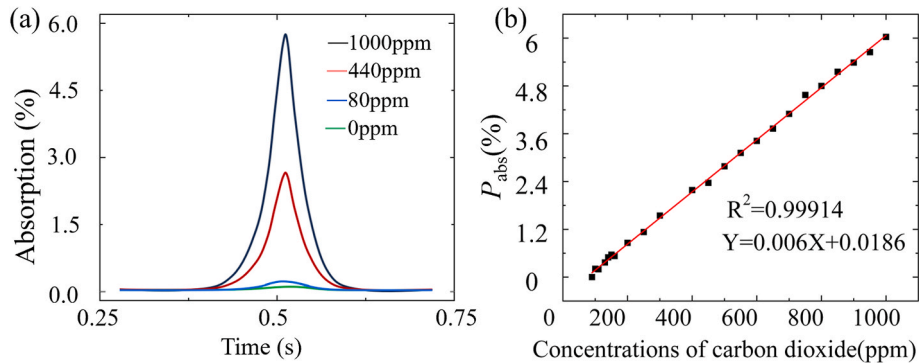 (a)
6.0
4.5
3.0
1.5
0.0
Absorption (%)
1000ppm
440ppm
80ppm
0ppm
0.25
0.5
0.75
Time (s)
(b)
6
4.8
3.6
2.4
1.2
0
P_abs(%)
R²=0.99914
Y=0.006X+0.0186
0
200
400
600
800
1000
Concentrations of carbon dioxide(ppm)